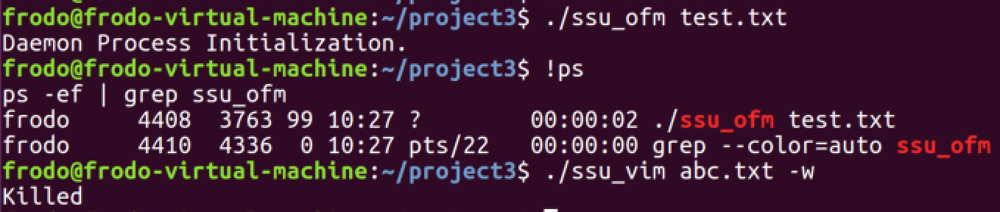 frodo@frodo-virtual-machine:~/project3$ ./ssu_ofm test.txt
Daemon Process Initialization.
frodo@frodo-virtual-machine:~/project3$ !ps
ps -ef | grep ssu_ofm
frodo     4408  3763 99 10:27 ?        00:00:02 ./ssu_ofm test.txt
frodo     4410  4336  0 10:27 pts/22   00:00:00 grep --color=auto ssu_ofm
frodo@frodo-virtual-machine:~/project3$ ./ssu_vim abc.txt -w
Killed